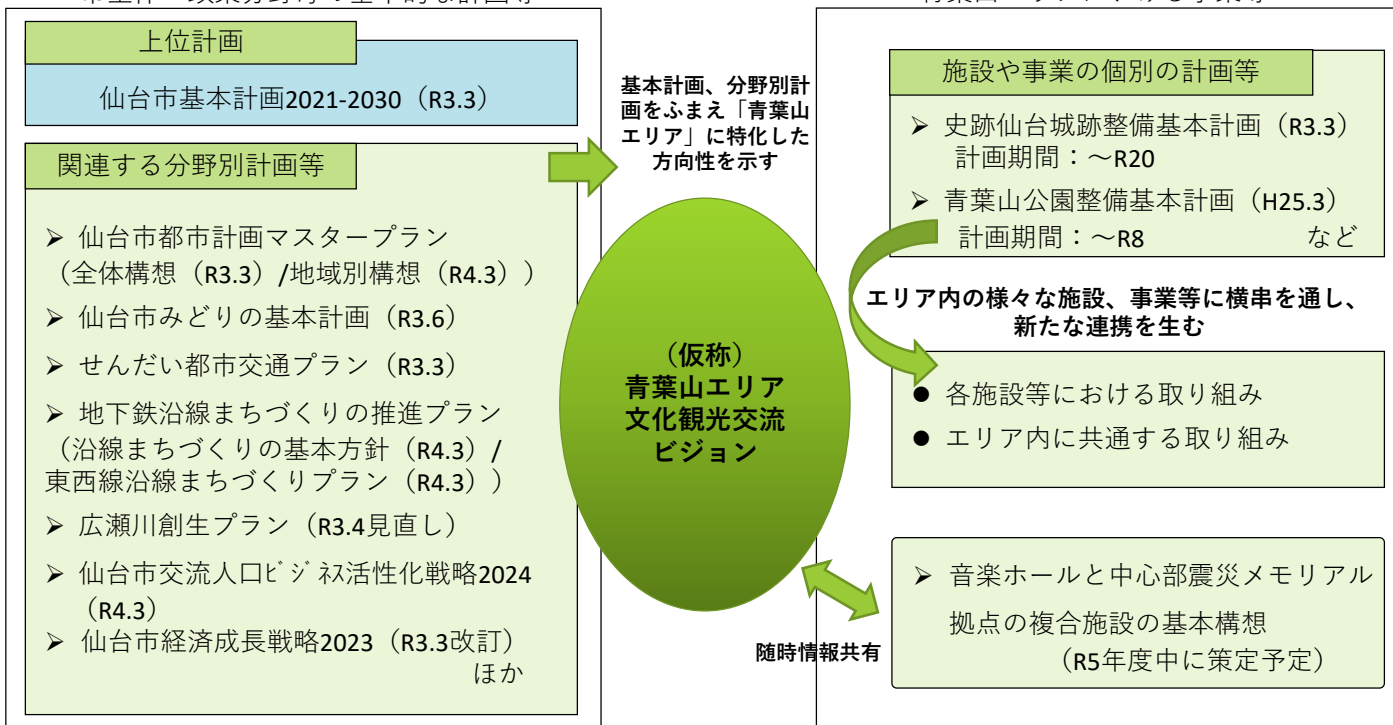 上位計画
仙台市基本計画2021-2030（R3.3）
関連する分野別計画等
➢ 仙台市都市計画マスタープラン
（全体構想（R3.3）/地域別構想（R4.3））
➢ 仙台市みどりの基本計画（R3.6）
➢ せんだい都市交通プラン（R3.3）
➢ 地下鉄沿線まちづくりの推進プラン
（沿線まちづくりの基本方針（R4.3）/
東西線沿線まちづくりプラン（R4.3））
➢ 広瀬川創生プラン（R3.4見直し）
➢ 仙台市交流人口ﾋﾞｼﾞﾈｽ活性化戦略2024
（R4.3）
➢ 仙台市経済成長戦略2023（R3.3改訂）
ほか
基本計画、分野別計
画をふまえ「青葉山
エリア」に特化した
方向性を示す
（仮称）
青葉山エリア
文化観光交流
ビジョン
施設や事業の個別の計画等
➢ 史跡仙台城跡整備基本計画（R3.3）
計画期間：～R20
➢ 青葉山公園整備基本計画（H25.3）
計画期間：～R8 など
エリア内の様々な施設、事業等に横串を通し、
新たな連携を生む
● 各施設等における取り組み
● エリア内に共通する取り組み
随時情報共有
➢ 音楽ホールと中心部震災メモリアル
拠点の複合施設の基本構想
（R5年度中に策定予定）